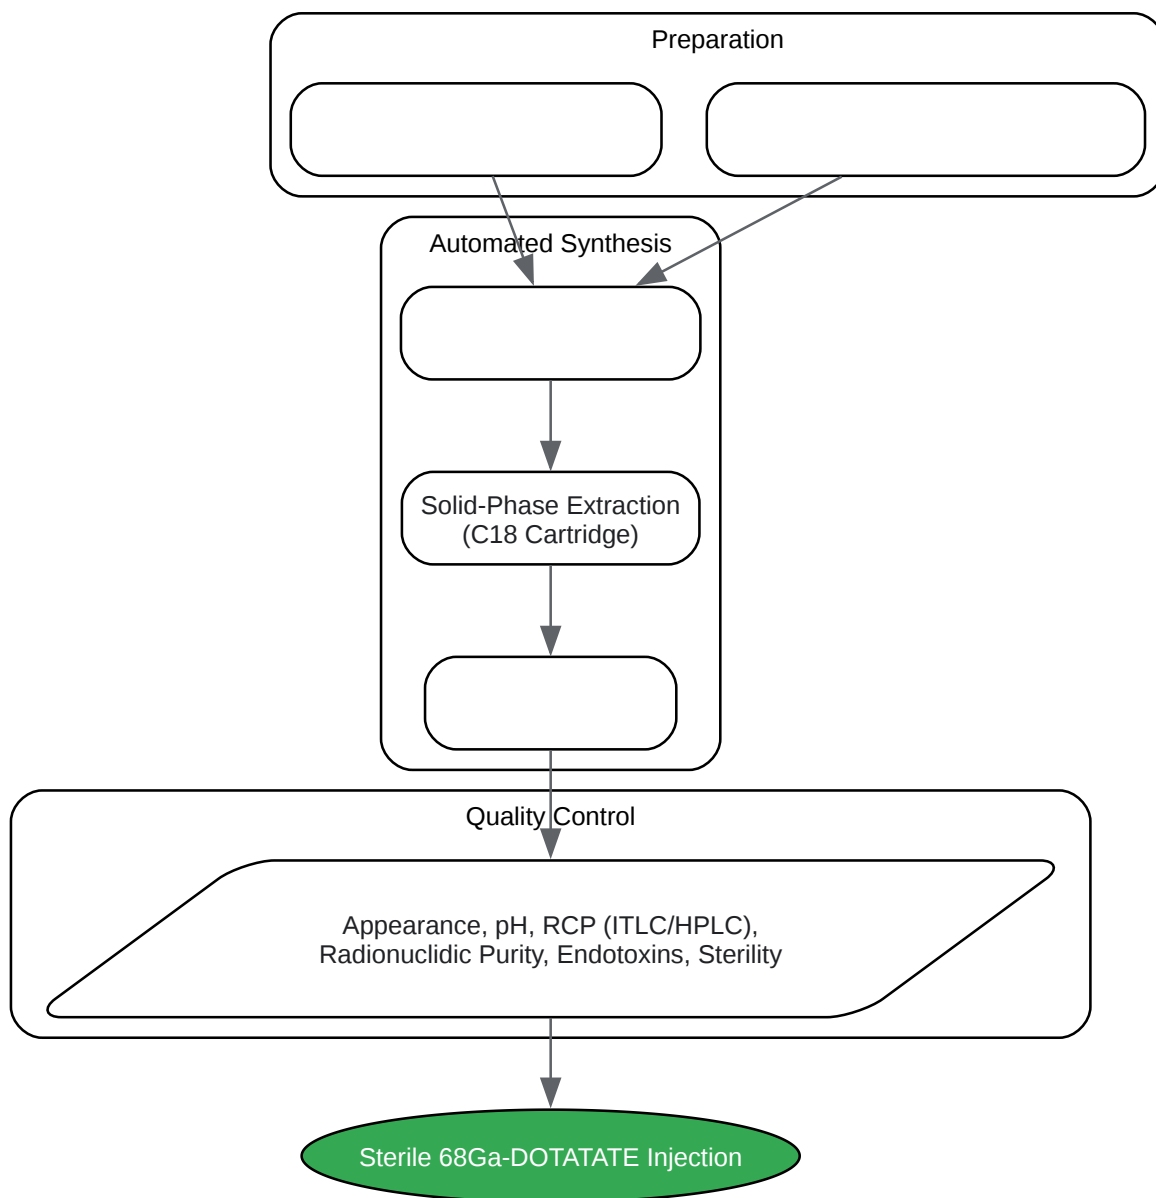 Preparation
Automated Synthesis
Solid-Phase Extraction
(C18 Cartridge)
Quality Control
Appearance, pH, RCP (ITLC/HPLC),
Radionuclidic Purity, Endotoxins, Sterility
Sterile 68Ga-DOTATATE Injection